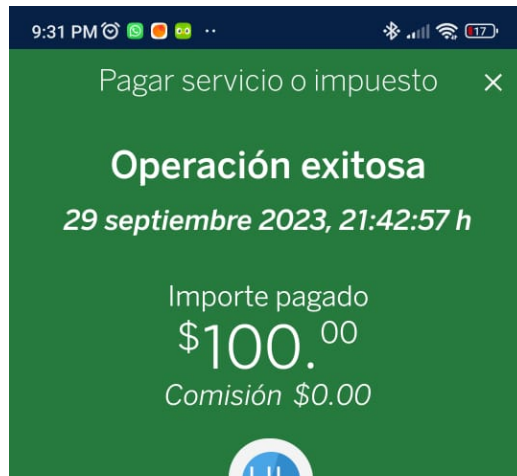 9:31 PM 17
Pagar servicio o impuesto
Operación exitosa
29 septiembre 2023, 21:42:57 h
Importe pagado
$100.00
Comisión $0.00